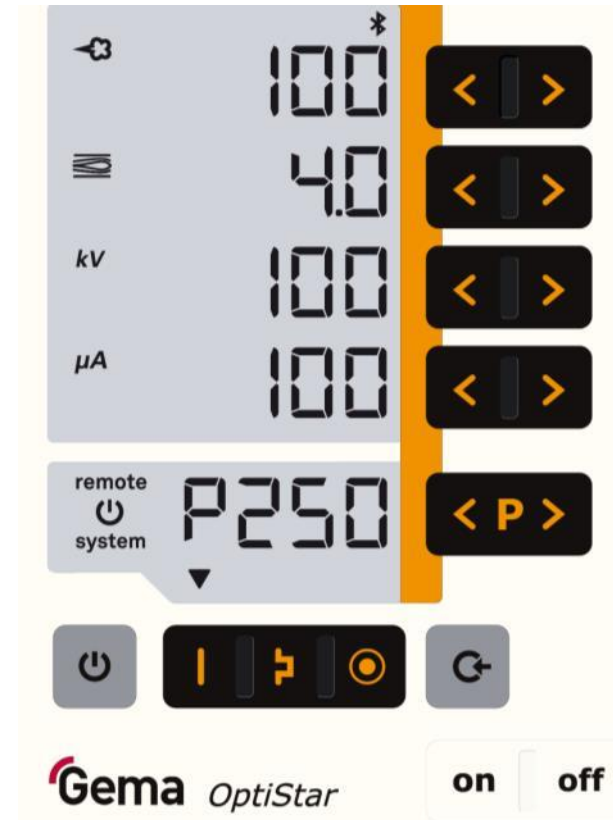 100
4.0
kV 100
µA 100
remote
system
P250
< P >
Gema OptiStar
on off